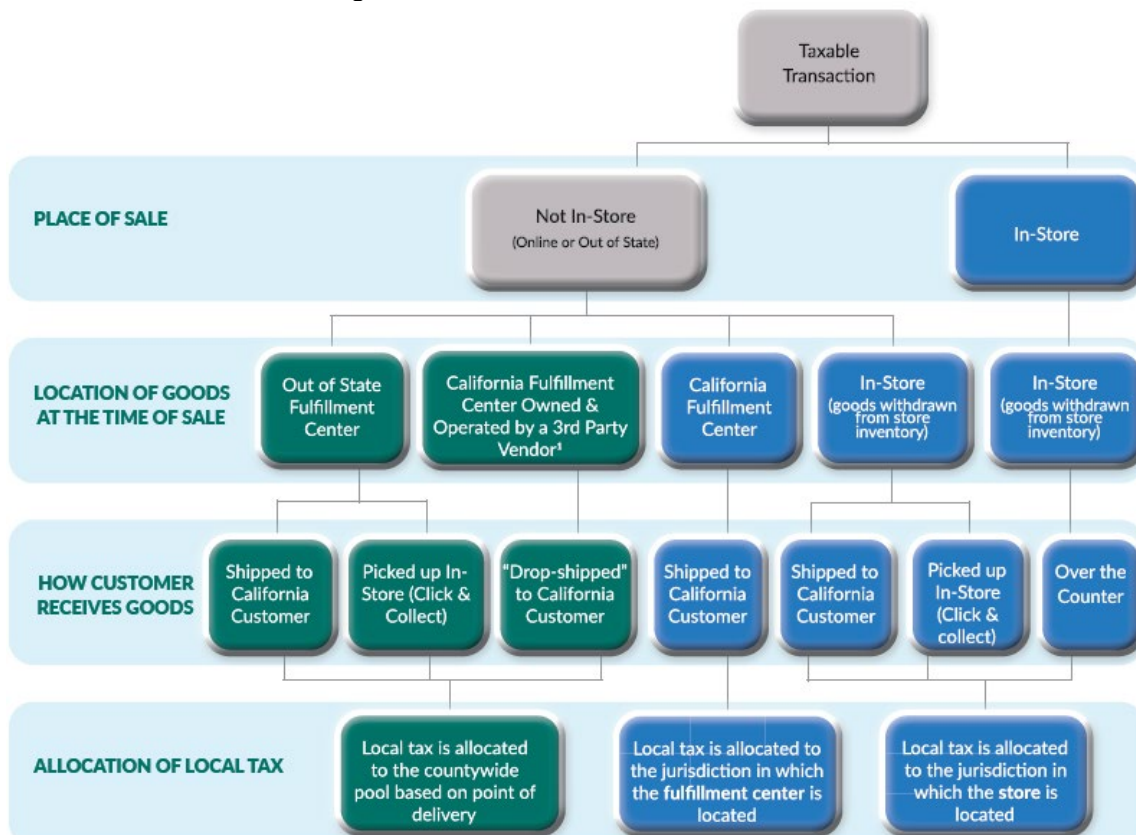 Taxable
Transaction
PLACE OF SALE
Not In-Store
(Online or Out of State)
In-Store
LOCATION OF GOODS
AT THE TIME OF SALE
Out of State
Fulfillment
Center
California Fulfillment
Center Owned &
Operated by a 3rd Party
Vendor¹
California
Fulfillment
Center
In-Store
(goods withdrawn
from store
inventory)
In-Store
(goods withdrawn
from store
inventory)
HOW CUSTOMER
RECEIVES GOODS
Shipped to
California
Customer
Picked up In-
Store (Click &
Collect)
"Drop-shipped"
to California
Customer
Shipped to
California
Customer
Shipped to
California
Customer
Picked up
In-Store
(Click &
collect)
Over the
Counter
ALLOCATION OF LOCAL TAX
Local tax is allocated
to the countywide
pool based on point of
delivery
Local tax is allocated to
the jurisdiction in which
the fulfillment center is
located
Local tax is allocated
to the jurisdiction in
which the store is
located